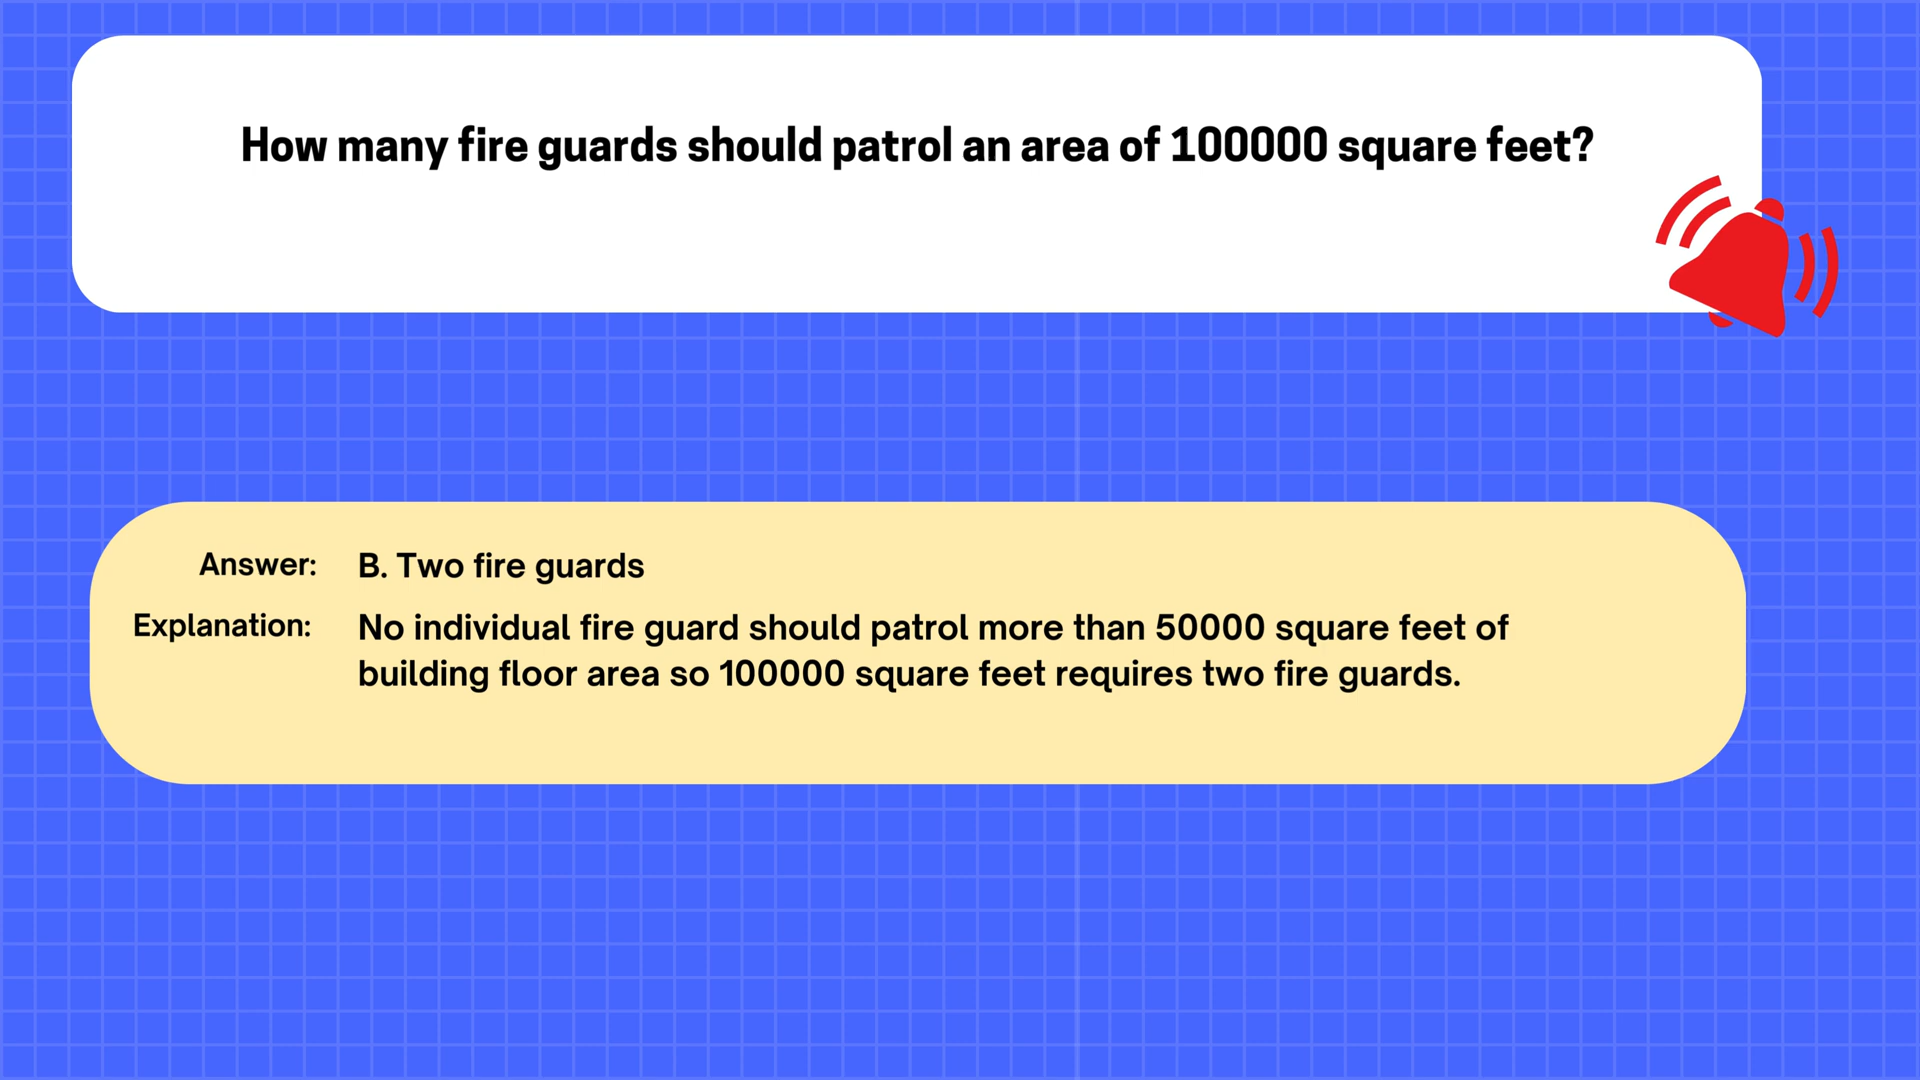 How many fire guards should patrol an area of 100000 square feet?
Answer: B. Two fire guards
Explanation: No individual fire guard should patrol more than 50000 square feet of
building floor area so 100000 square feet requires two fire guards.